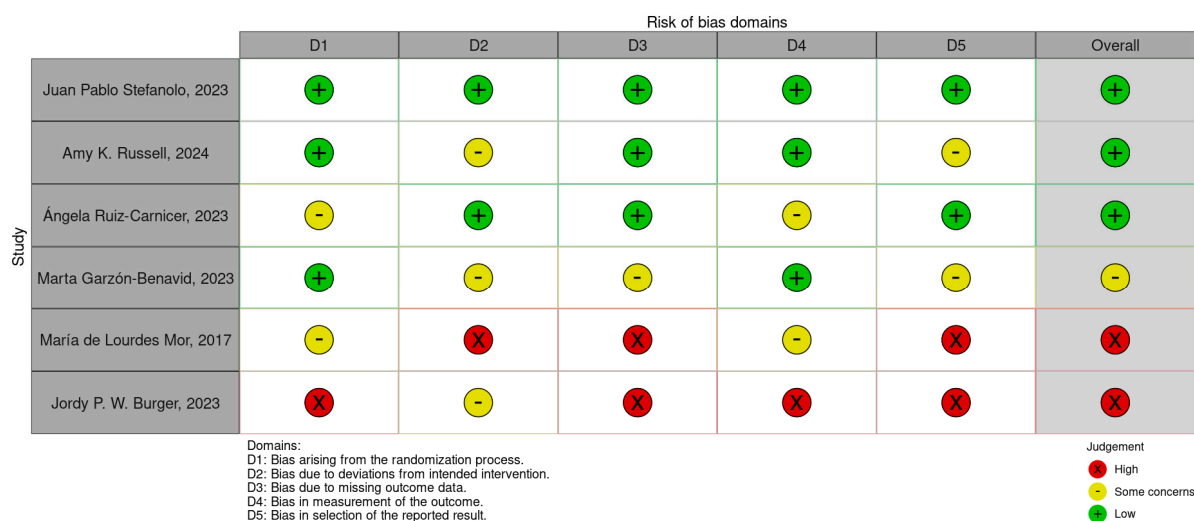 Risk of bias domains
D1 D2 D3 D4 D5 Overall
Study
Juan Pablo Stefanolo, 2023 + + + + + +
Amy K. Russell, 2024 + - + + - +
Ángela Ruiz-Carnicer, 2023 - + + - + +
Marta Garzón-Benavid, 2023 + - - + - -
María de Lourdes Mor, 2017 - X X - X X
Jordy P. W. Burger, 2023 X - X X X X
Domains:
D1: Bias arising from the randomization process.
D2: Bias due to deviations from intended intervention.
D3: Bias due to missing outcome data.
D4: Bias in measurement of the outcome.
D5: Bias in selection of the reported result.
Judgement
X High
- Some concerns
+ Low